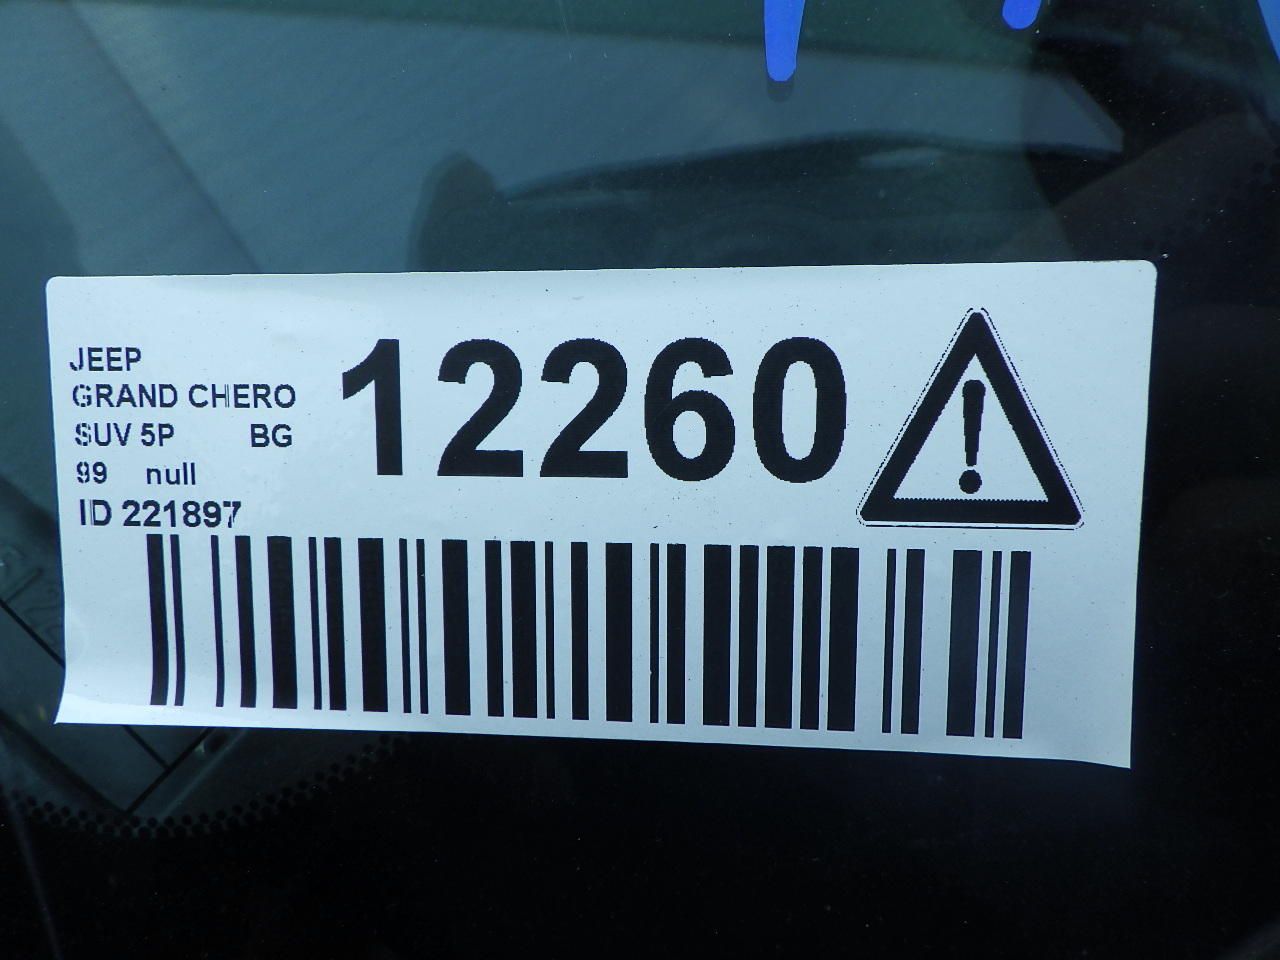 JEEP
GRAND CHERO
SUV 5P BG
99 null
ID 221897
12260